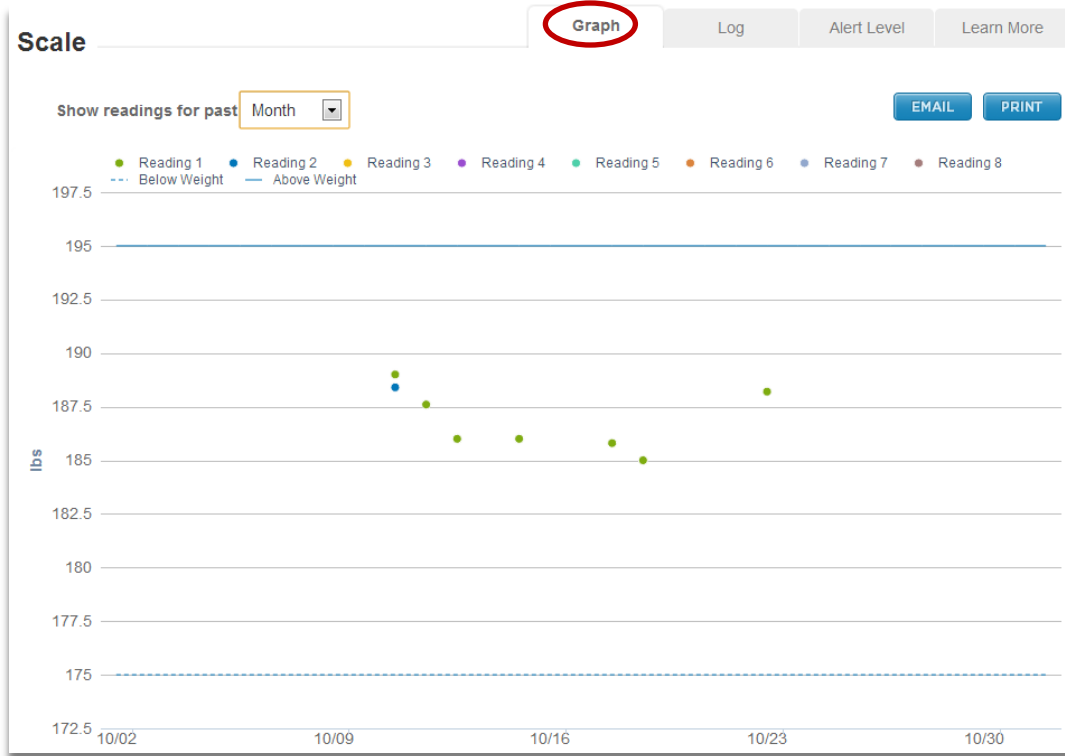 Scale
Graph
Log
Alert Level
Learn More
Show readings for past Month
EMAIL
PRINT
Reading 1 Reading 2 Reading 3 Reading 4 Reading 5 Reading 6 Reading 7 Reading 8
Below Weight Above Weight
197.5
195
192.5
190
187.5
lbs
185
182.5
180
177.5
175
172.5
10/02 10/09 10/16 10/23 10/30